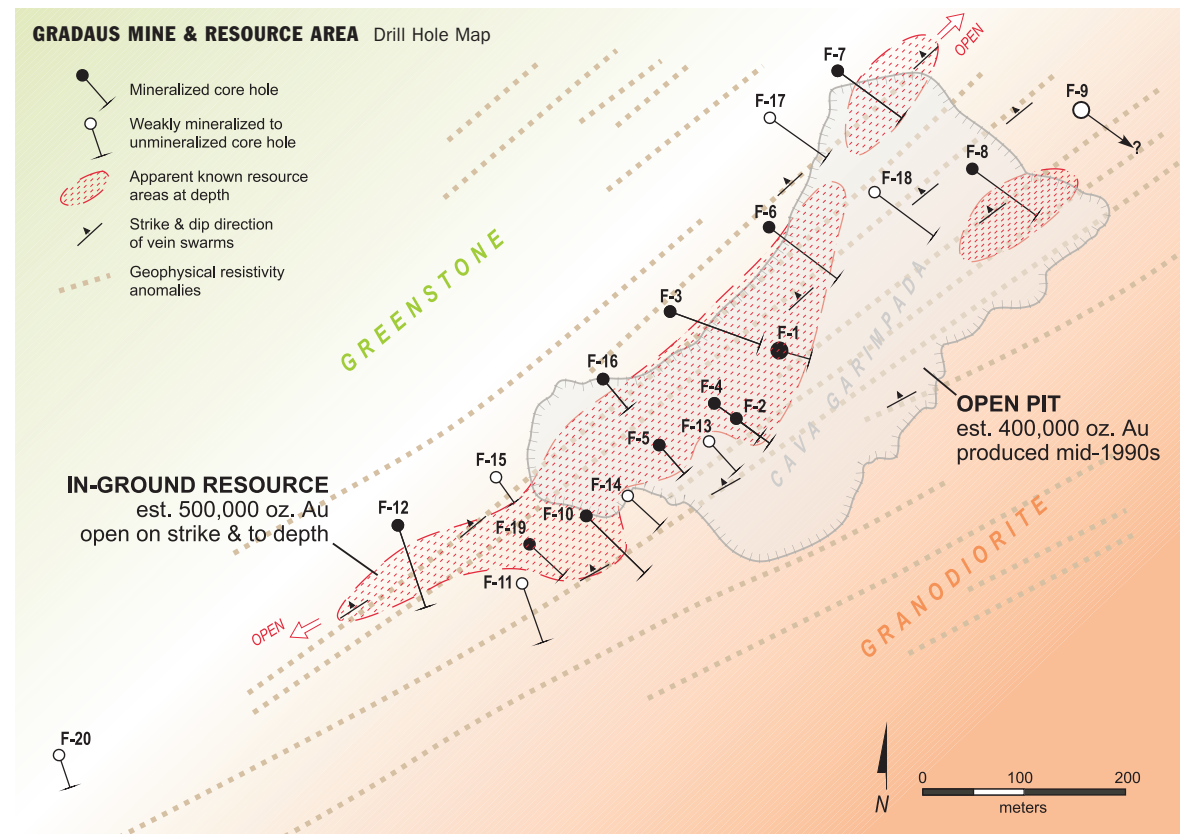 GRADAUS MINE & RESOURCE AREA Drill Hole Map
Mineralized core hole
Weakly mineralized to
unmineralized core hole
Apparent known resource
areas at depth
Strike & dip direction
of vein swarms
Geophysical resistivity
anomalies
OPEN
F-7
F-17
F-9
?
F-8
F-18
F-6
GREENSTONE
F-3
F-1
CAVA GARIMPADA
F-16
F-4
F-2
F-13
F-5
OPEN PIT
est. 400,000 oz. Au
produced mid-1990s
F-15
F-14
IN-GROUND RESOURCE
est. 500,000 oz. Au
open on strike & to depth
F-12
F-10
F-19
F-11
GRANODIORITE
OPEN
F-20
N
0 100 200
meters